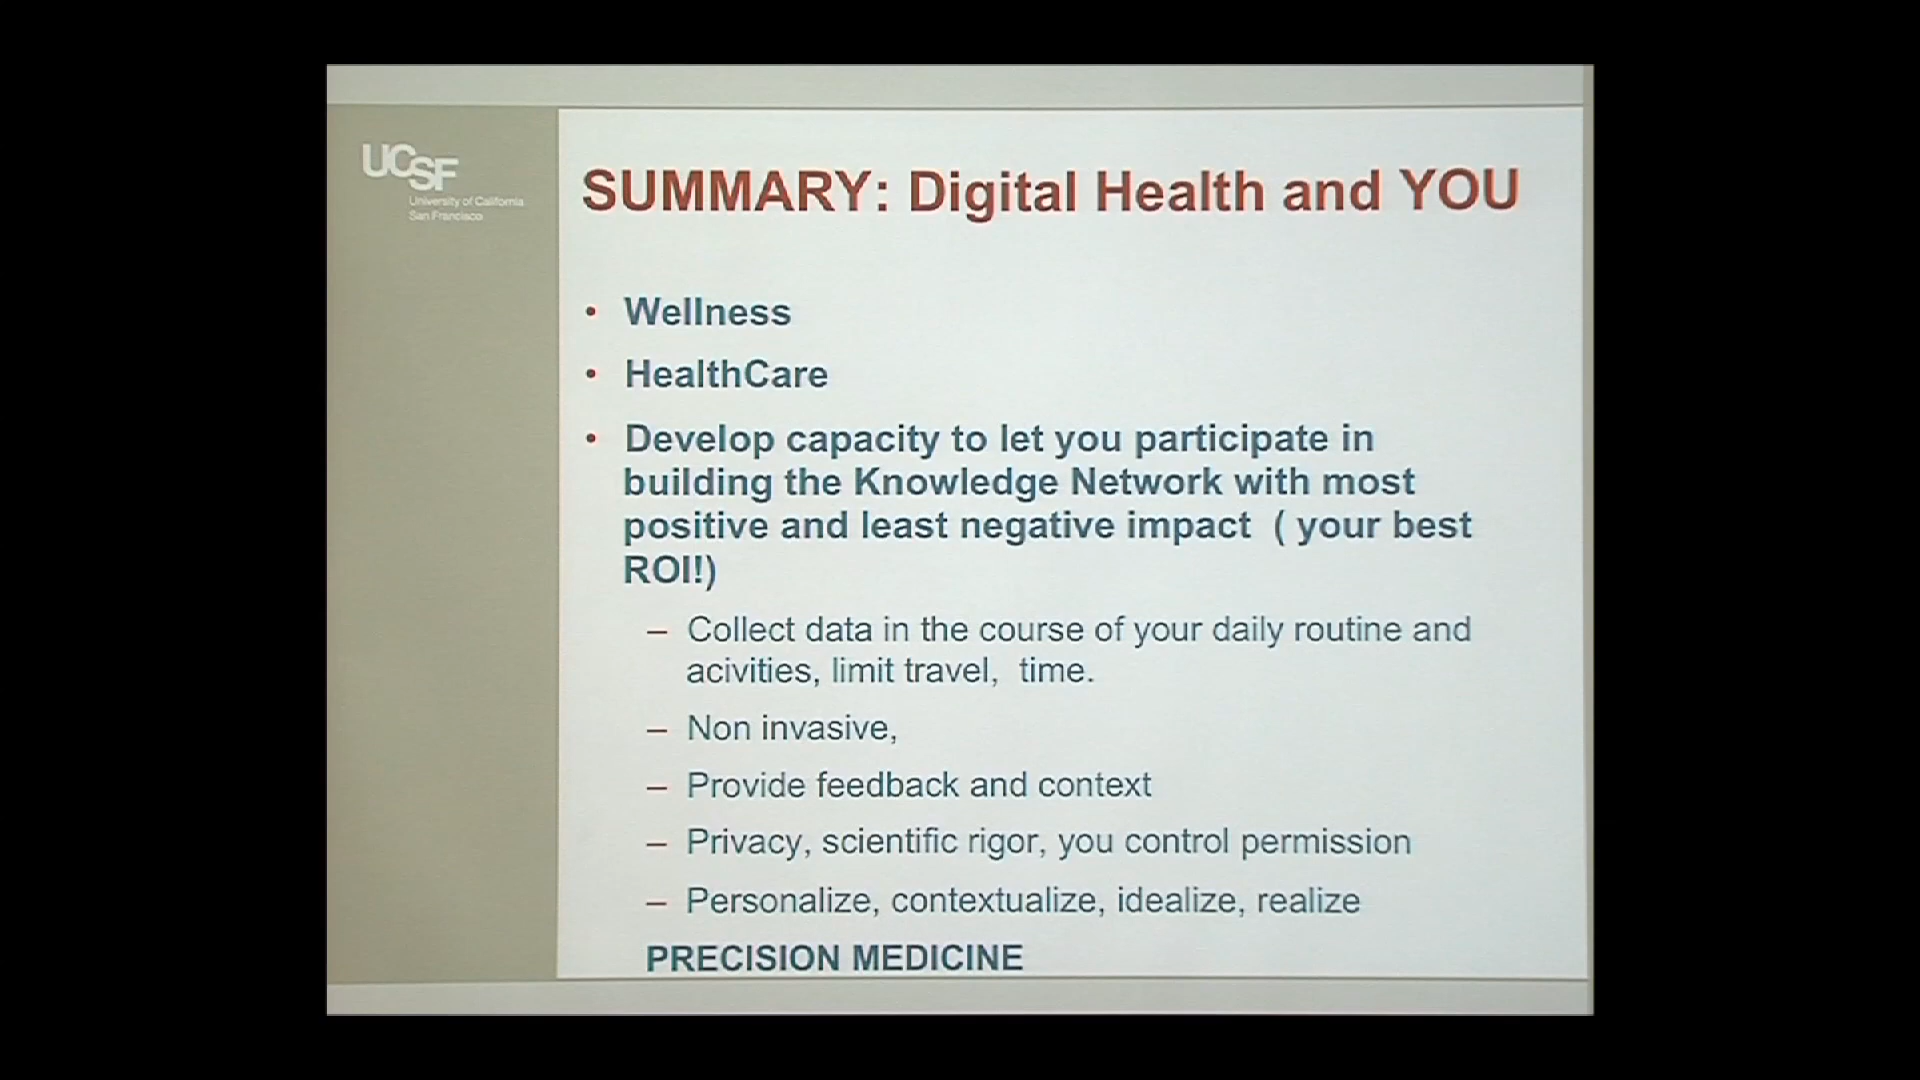 UCSF
University of California
San Francisco
SUMMARY: Digital Health and YOU
• Wellness
• HealthCare
• Develop capacity to let you participate in
building the Knowledge Network with most
positive and least negative impact ( your best
ROI!)
– Collect data in the course of your daily routine and
acivities, limit travel, time.
– Non invasive,
– Provide feedback and context
– Privacy, scientific rigor, you control permission
– Personalize, contextualize, idealize, realize
PRECISION MEDICINE